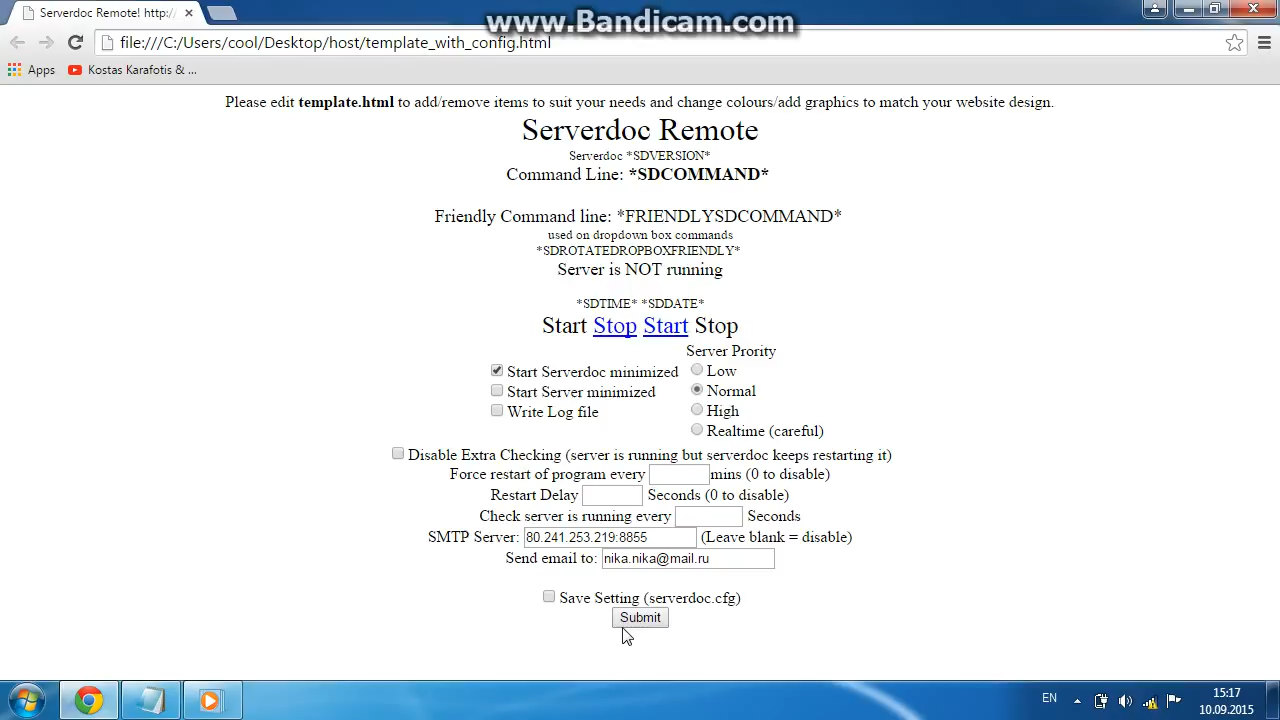 www.Bandicam.com
Serverdoc Remote! http:/
file:///C:/Users/cool/Desktop/host/template_with_config.html
Apps Kostas Karafotis & ...
Please edit template.html to add/remove items to suit your needs and change colours/add graphics to match your website design.
Serverdoc Remote
Serverdoc *SDVERSION*
Command Line: *SDCOMMAND*
Friendly Command line: *FRIENDLYSDCOMMAND*
used on dropdown box commands
*SDROTATEDROPBOXFRIENDLY*
Server is NOT running
*SDTIME* *SDDATE*
Start Stop Start Stop
Server Prority
Start Serverdoc minimized Low
Start Server minimized Normal
Write Log file High
Realtime (careful)
Disable Extra Checking (server is running but serverdoc keeps restarting it)
Force restart of program every mins (0 to disable)
Restart Delay Seconds (0 to disable)
Check server is running every Seconds
SMTP Server: 80.241.253.219:8855 (Leave blank = disable)
Send email to: nika.nika@mail.ru
Save Setting (serverdoc.cfg)
Submit
EN 15:17
10.09.2015